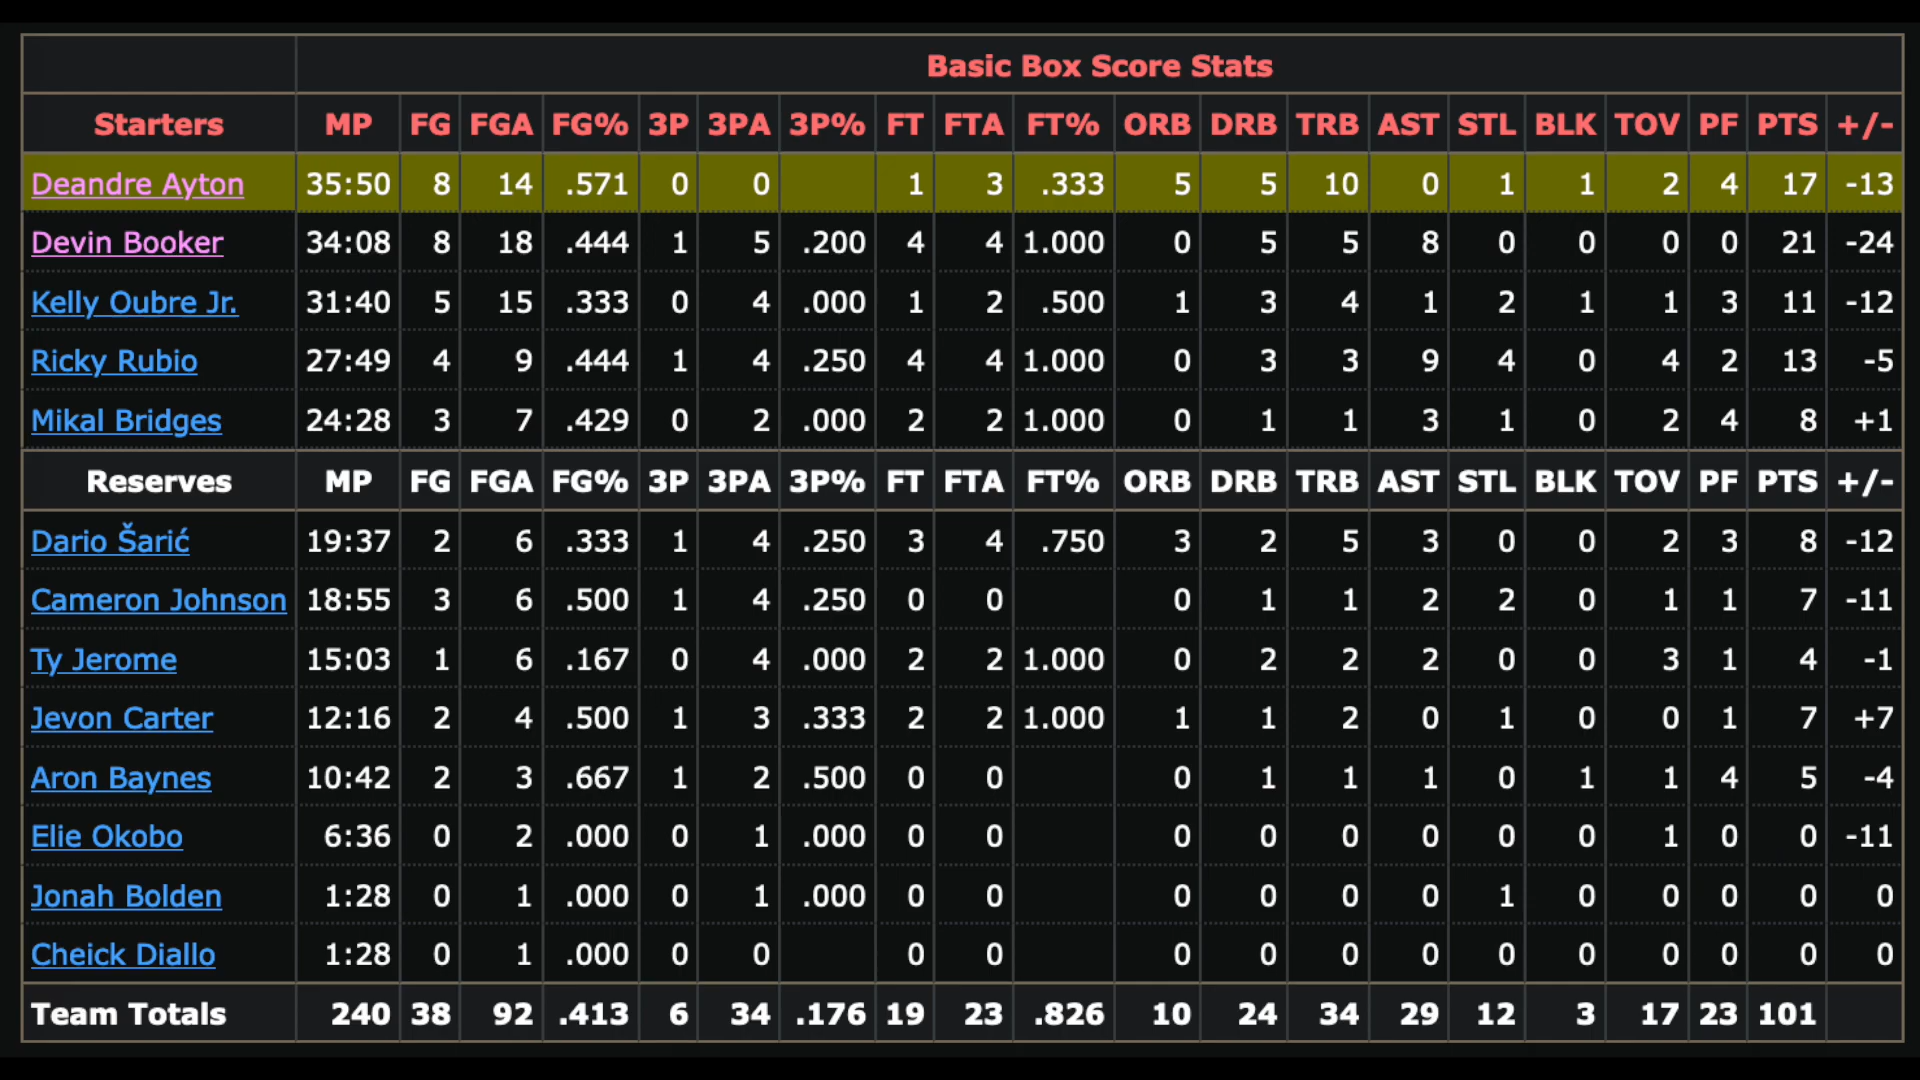 Basic Box Score Stats
Starters MP FG FGA FG% 3P 3PA 3P% FT FTA FT% ORB DRB TRB AST STL BLK TOV PF PTS +/-
Deandre Ayton 35:50 8 14 .571 0 0 1 3 .333 5 5 10 0 1 1 2 4 17 -13
Devin Booker 34:08 8 18 .444 1 5 .200 4 4 1.000 0 5 5 8 0 0 0 0 21 -24
Kelly Oubre Jr. 31:40 5 15 .333 0 4 .000 1 2 .500 1 3 4 1 2 1 1 3 11 -12
Ricky Rubio 27:49 4 9 .444 1 4 .250 4 4 1.000 0 3 3 9 4 0 4 2 13 -5
Mikal Bridges 24:28 3 7 .429 0 2 .000 2 2 1.000 0 1 1 3 1 0 2 4 8 +1
Reserves MP FG FGA FG% 3P 3PA 3P% FT FTA FT% ORB DRB TRB AST STL BLK TOV PF PTS +/-
Dario Šarić 19:37 2 6 .333 1 4 .250 3 4 .750 3 2 5 3 0 0 2 3 8 -12
Cameron Johnson 18:55 3 6 .500 1 4 .250 0 0 0 1 1 2 2 0 1 1 7 -11
Ty Jerome 15:03 1 6 .167 0 4 .000 2 2 1.000 0 2 2 2 0 0 3 1 4 -1
Jevon Carter 12:16 2 4 .500 1 3 .333 2 2 1.000 1 1 2 0 1 0 0 1 7 +7
Aron Baynes 10:42 2 3 .667 1 2 .500 0 0 0 1 1 1 0 1 1 4 5 -4
Elie Okobo 6:36 0 2 .000 0 1 .000 0 0 0 0 0 0 0 0 1 0 0 -11
Jonah Bolden 1:28 0 1 .000 0 1 .000 0 0 0 0 0 0 1 0 0 0 0 0
Cheick Diallo 1:28 0 1 .000 0 0 0 0 0 0 0 0 0 0 0 0 0 0
Team Totals 240 38 92 .413 6 34 .176 19 23 .826 10 24 34 29 12 3 17 23 101